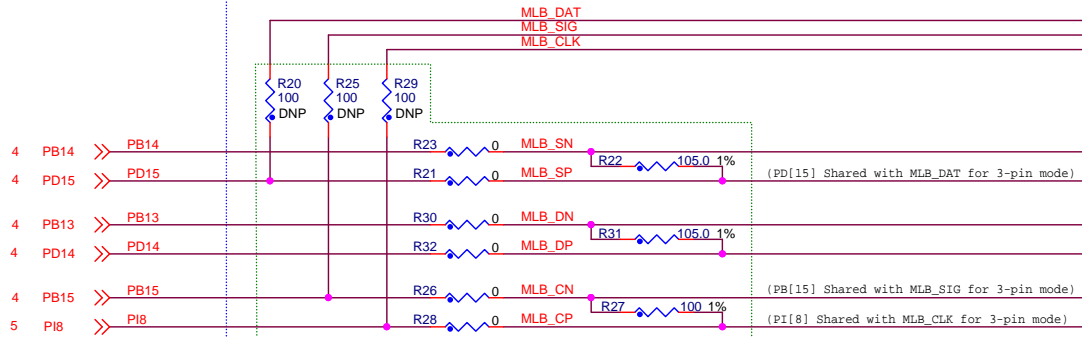 MLB_DAT
MLB_SIG
MLB_CLK
R20 R25 R29
100 100 100
DNP DNP DNP
4 PB14 PB14 R23 0 MLB_SN
R22 105.0 1%
4 PD15 PD15 R21 0 MLB_SP (PD[15] Shared with MLB_DAT for 3-pin mode)
4 PB13 PB13 R30 0 MLB_DN
R31 105.0 1%
4 PD14 PD14 R32 0 MLB_DP
4 PB15 PB15 R26 0 MLB_CN (PB[15] Shared with MLB_SIG for 3-pin mode)
R27 100 1%
5 PI8 PI8 R28 0 MLB_CP (PI[8] Shared with MLB_CLK for 3-pin mode)